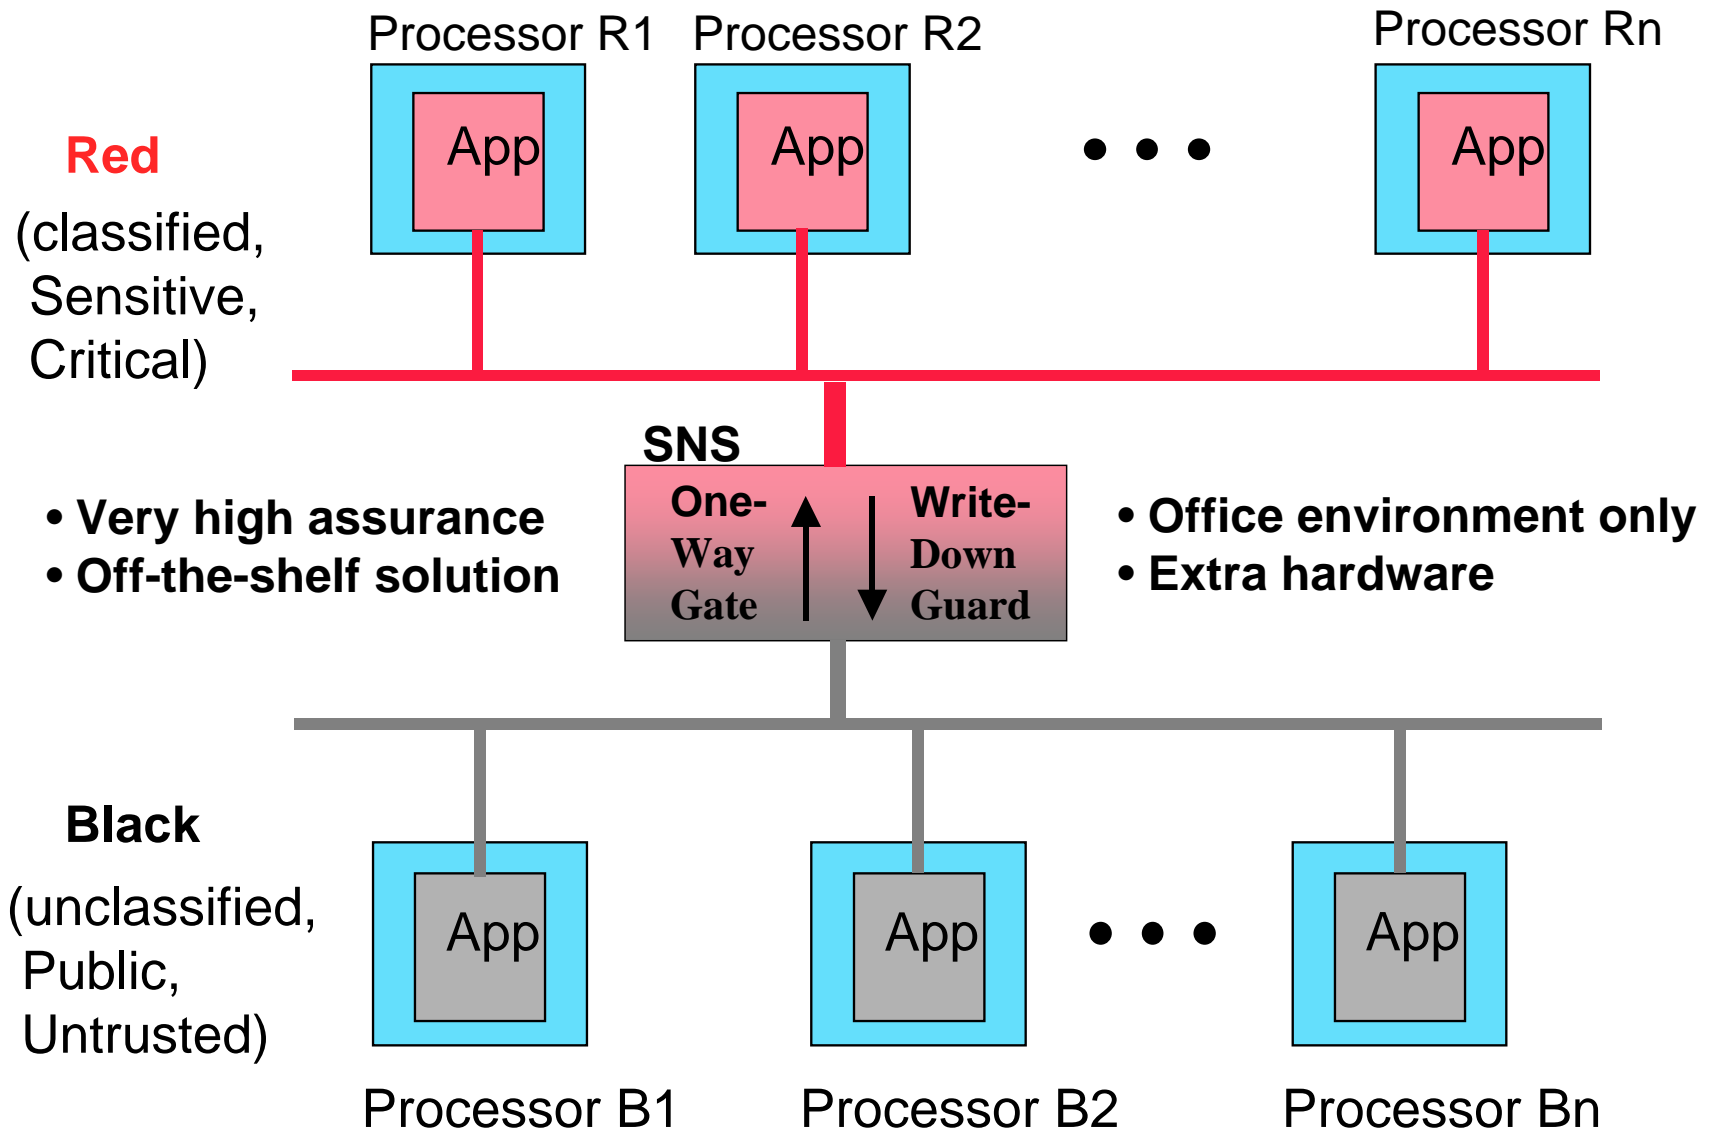 Processor R1
Processor R2
Processor Rn
App
App
• • •
App
Red
(classified,
Sensitive,
Critical)
SNS
One-
Way
Gate
Write-
Down
Guard
• Very high assurance
• Off-the-shelf solution
• Office environment only
• Extra hardware
Black
(unclassified,
Public,
Untrusted)
App
App
• • •
App
Processor B1
Processor B2
Processor Bn